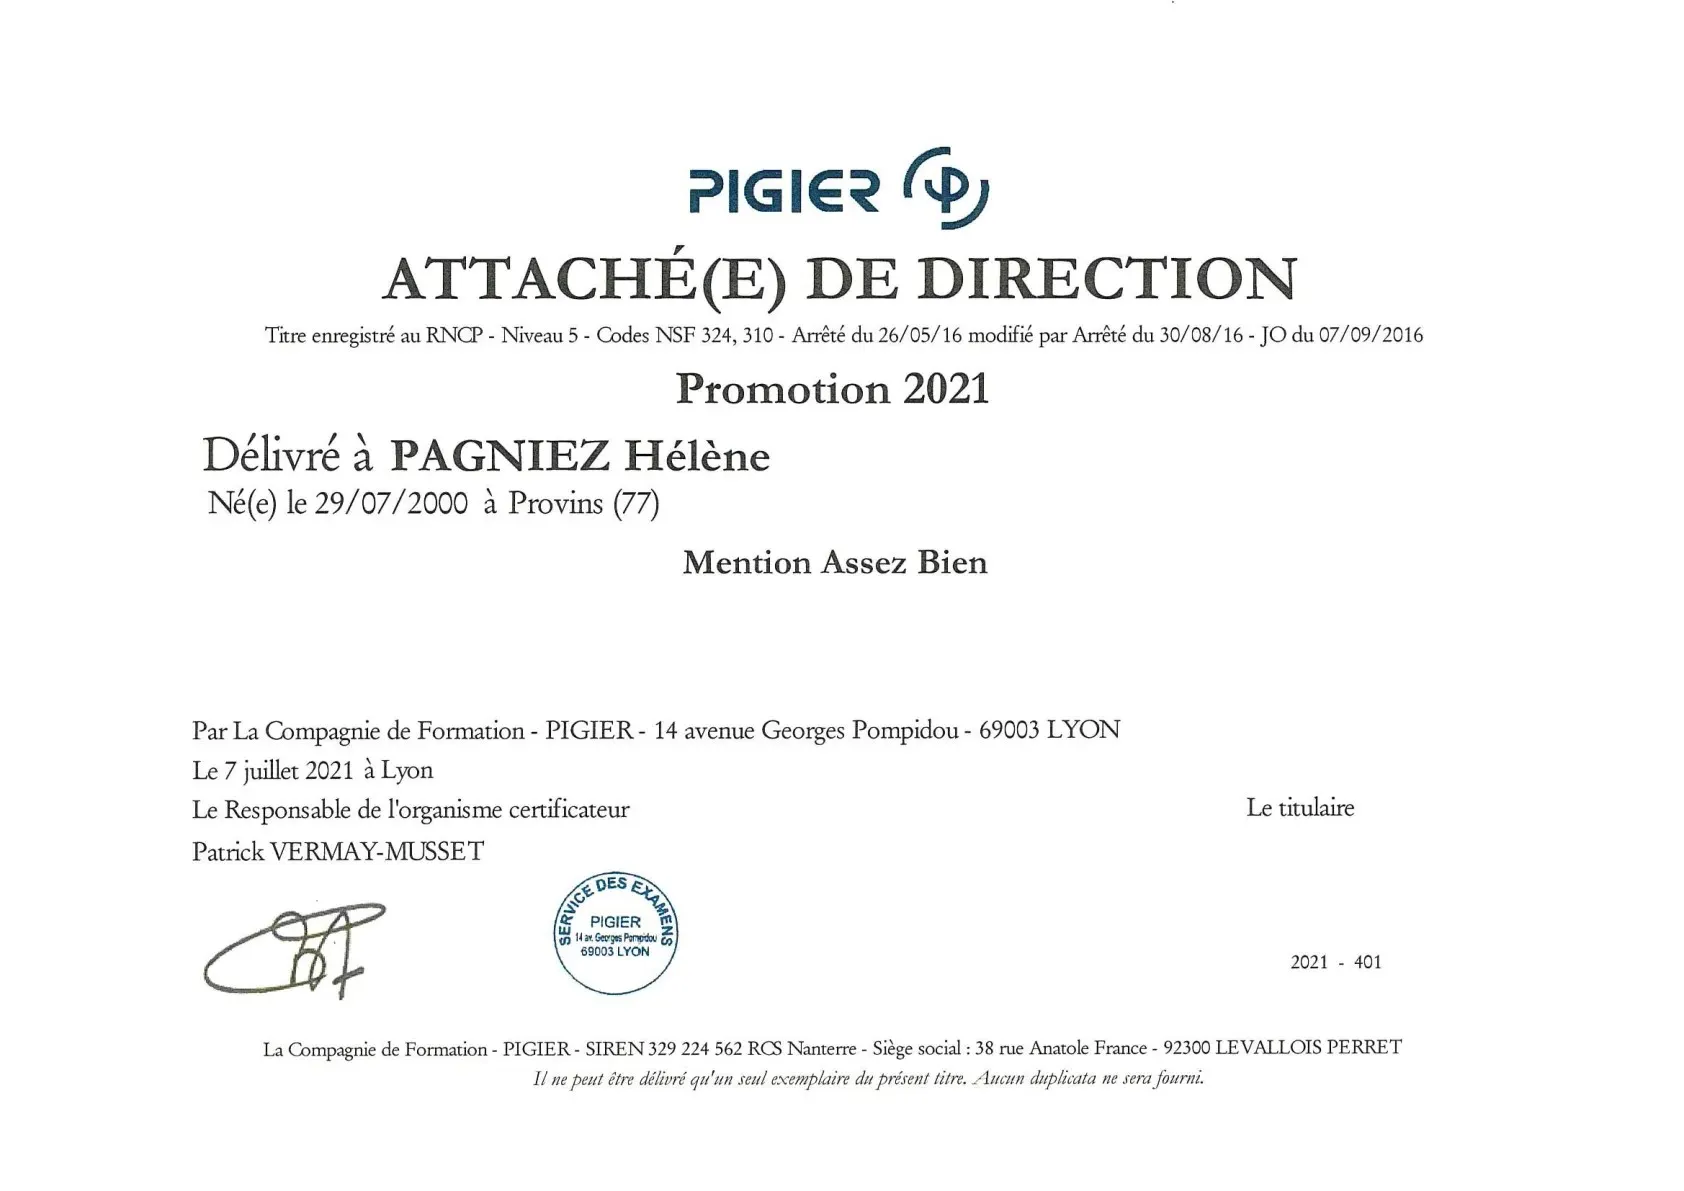 PIGIER
ATTACHÉ(E) DE DIRECTION
Titre enregistré au RNCP - Niveau 5 - Codes NSF 324, 310 - Arrêté du 26/05/16 modifié par Arrêté du 30/08/16 - JO du 07/09/2016
Promotion 2021
Délivré à PAGNIEZ Hélène
Né(e) le 29/07/2000 à Provins (77)
Mention Assez Bien
Par La Compagnie de Formation - PIGIER - 14 avenue Georges Pompidou - 69003 LYON
Le 7 juillet 2021 à Lyon
Le Responsable de l'organisme certificateur
Le titulaire
Patrick VERMAY-MUSSET
SERVICE DES EXAMENS
PIGIER
14 av. Georges Pompidou
69003 LYON
2021 - 401
La Compagnie de Formation - PIGIER - SIREN 329 224 562 RCS Nanterre - Siège social : 38 rue Anatole France - 92300 LEVALLOIS PERRET
Il ne peut être délivré qu'un seul exemplaire du présent titre. Aucun duplicata ne sera fourni.